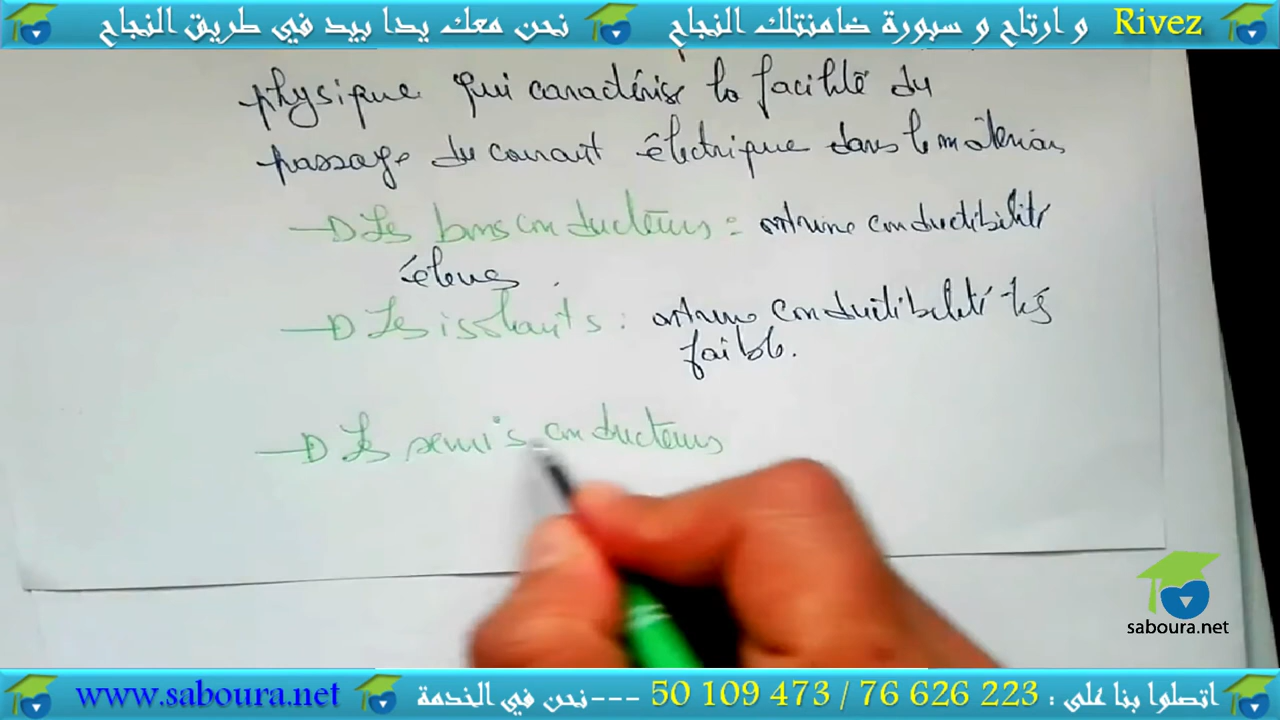 نحن معك يدا بيد في طريق النجاح و ارتاح و سبورة ضامنتلك النجاح Rivez
physique qui caractérise la facilité du
passage du courant électrique dans le matériau
→ Les bons conducteurs : ont une conductibilité
élevés.
→ Les isolants : ont une conductibilité très
faible.
→ Les semi's-conducteurs
saboura.net
www.saboura.net اتصلوا بنا على : 50 109 473 / 76 626 223 ---نحن في الخدمة